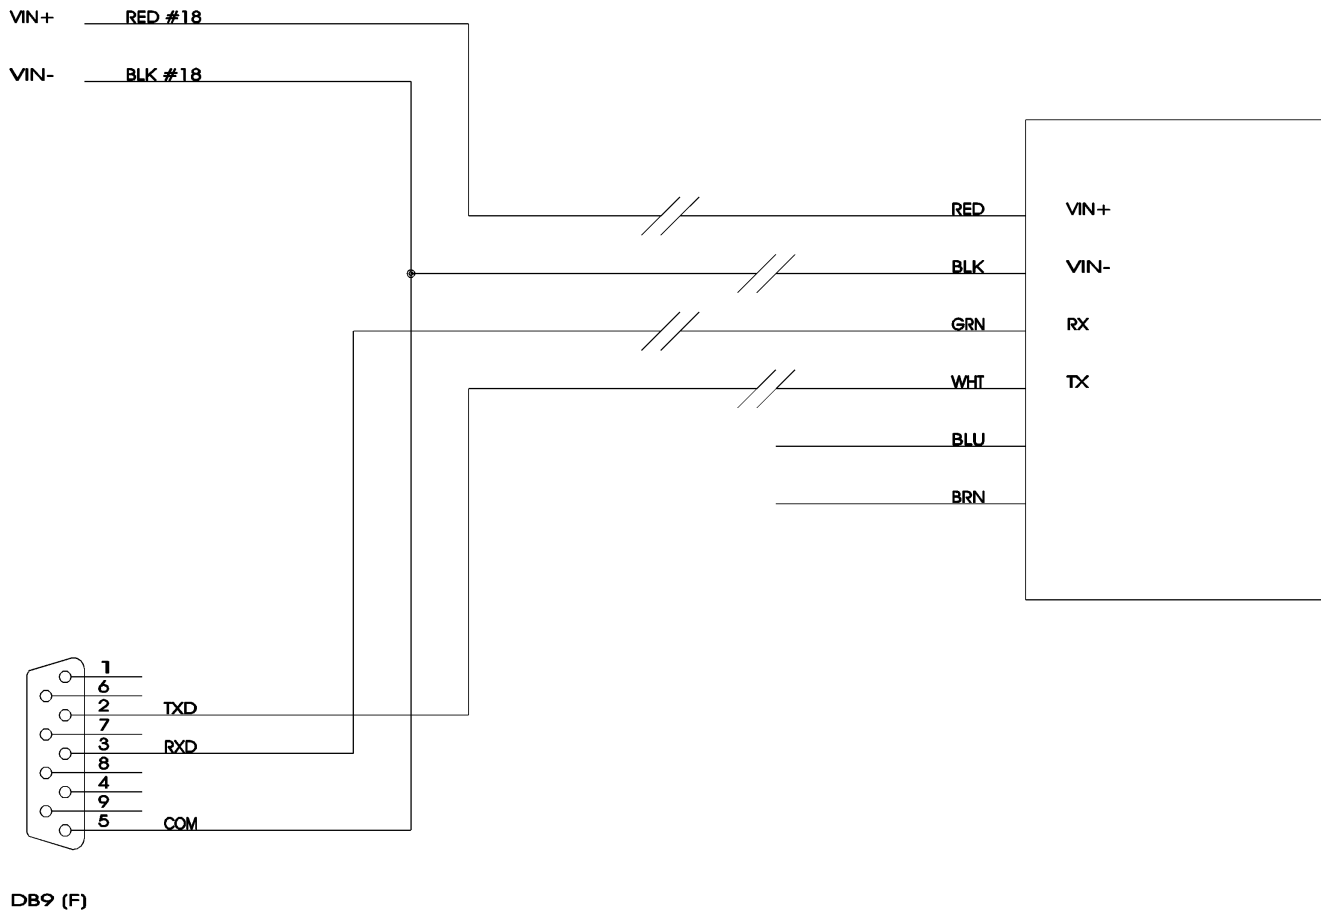 VIN+ RED #18
VIN- BLK #18
RED VIN+
BLK VIN-
GRN RX
WHT TX
BLU
BRN
1
6
2 TXD
7
3 RXD
8
4
9
5 COM
DB9 (F)